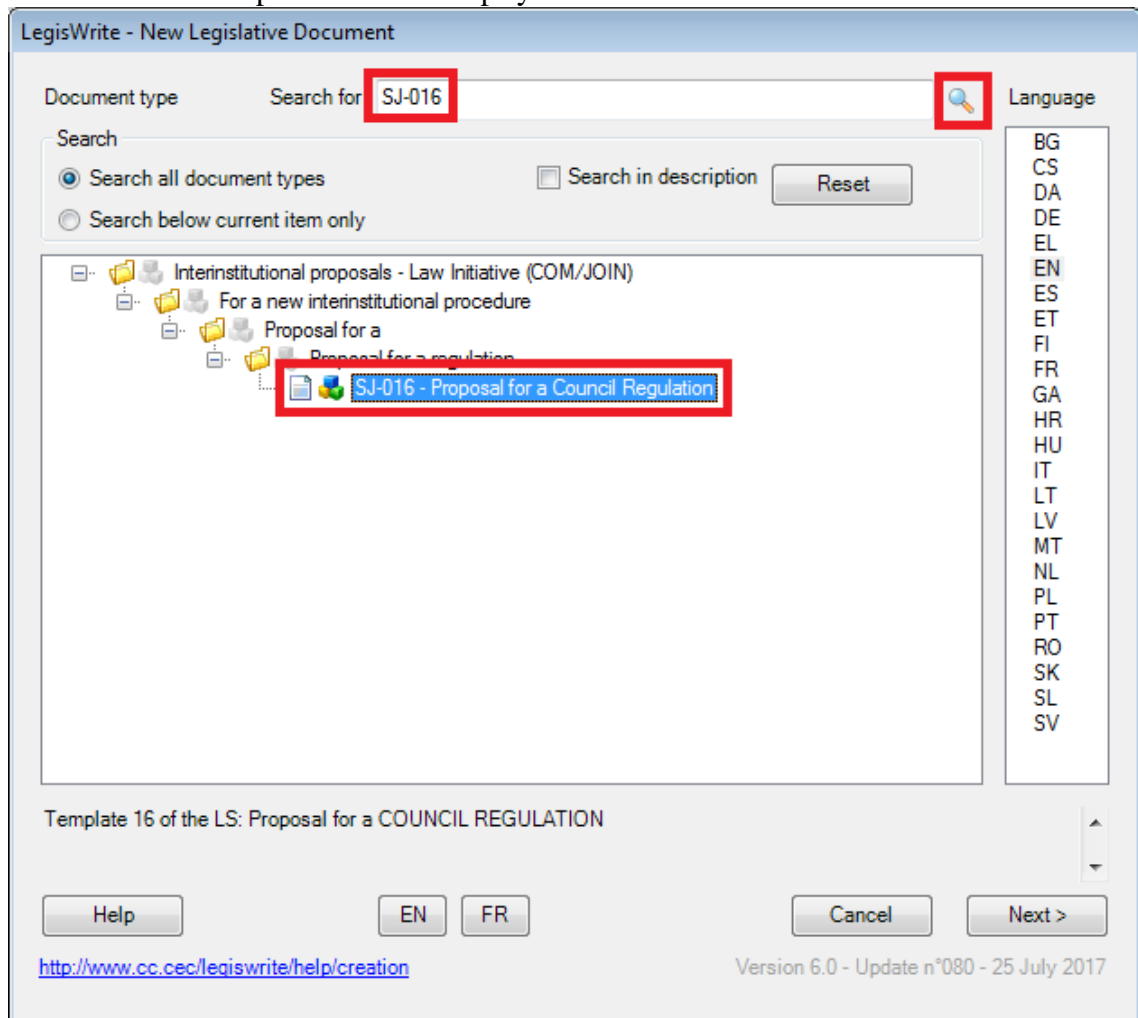 LegisWrite - New Legislative Document
Document type Search for SJ-016 Language
Search
Search all document types Search in description Reset
Search below current item only
Interinstitutional proposals - Law Initiative (COM/JOIN)
For a new interinstitutional procedure
Proposal for a
Proposal for a regulation
SJ-016 - Proposal for a Council Regulation
BG
CS
DA
DE
EL
EN
ES
ET
FI
FR
GA
HR
HU
IT
LT
LV
MT
NL
PL
PT
RO
SK
SL
SV
Template 16 of the LS: Proposal for a COUNCIL REGULATION
Help EN FR Cancel Next >
http://www.cc.cec/legiswrite/help/creation Version 6.0 - Update n°080 - 25 July 2017